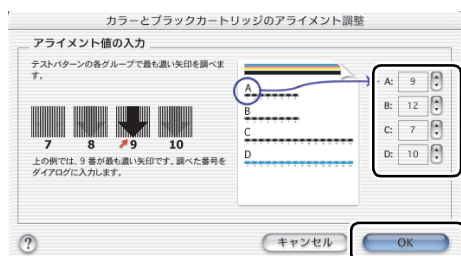 カラーとブラックカートリッジのアライメント調整
アライメント値の入力
テストパターンの各グループで最も濃い矢印を調べま
す。
7 8 9 10
上の例では、9 番が最も濃い矢印です。調べた番号を
ダイアログに入力します。
A
B
C
D
A: 9
B: 12
C: 7
D: 10
?
キャンセル
OK